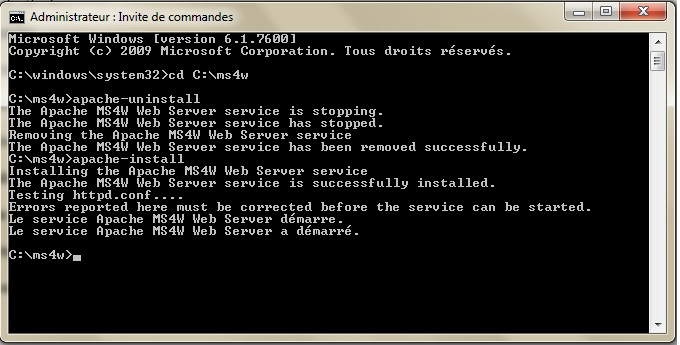 Administrateur : Invite de commandes
Microsoft Windows [version 6.1.7600]
Copyright (c) 2009 Microsoft Corporation. Tous droits réservés.
C:\windows\system32>cd C:\ms4w
C:\ms4w>apache-uninstall
The Apache MS4W Web Server service is stopping.
The Apache MS4W Web Server service has stopped.
Removing the Apache MS4W Web Server service
The Apache MS4W Web Server service has been removed successfully.
C:\ms4w>apache-install
Installing the Apache MS4W Web Server service
The Apache MS4W Web Server service is successfully installed.
Testing httpd.conf....
Errors reported here must be corrected before the service can be started.
Le service Apache MS4W Web Server démarre.
Le service Apache MS4W Web Server a démarré.
C:\ms4w>